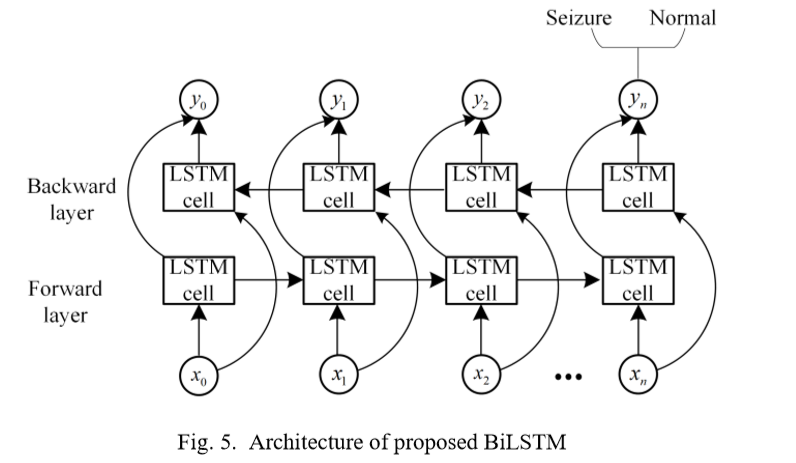 Seizure Normal
y₀ y₁ y₂ yₙ
Backward layer
LSTM cell LSTM cell LSTM cell LSTM cell
Forward layer
LSTM cell LSTM cell LSTM cell LSTM cell
x₀ x₁ x₂ ... xₙ
Fig. 5. Architecture of proposed BiLSTM